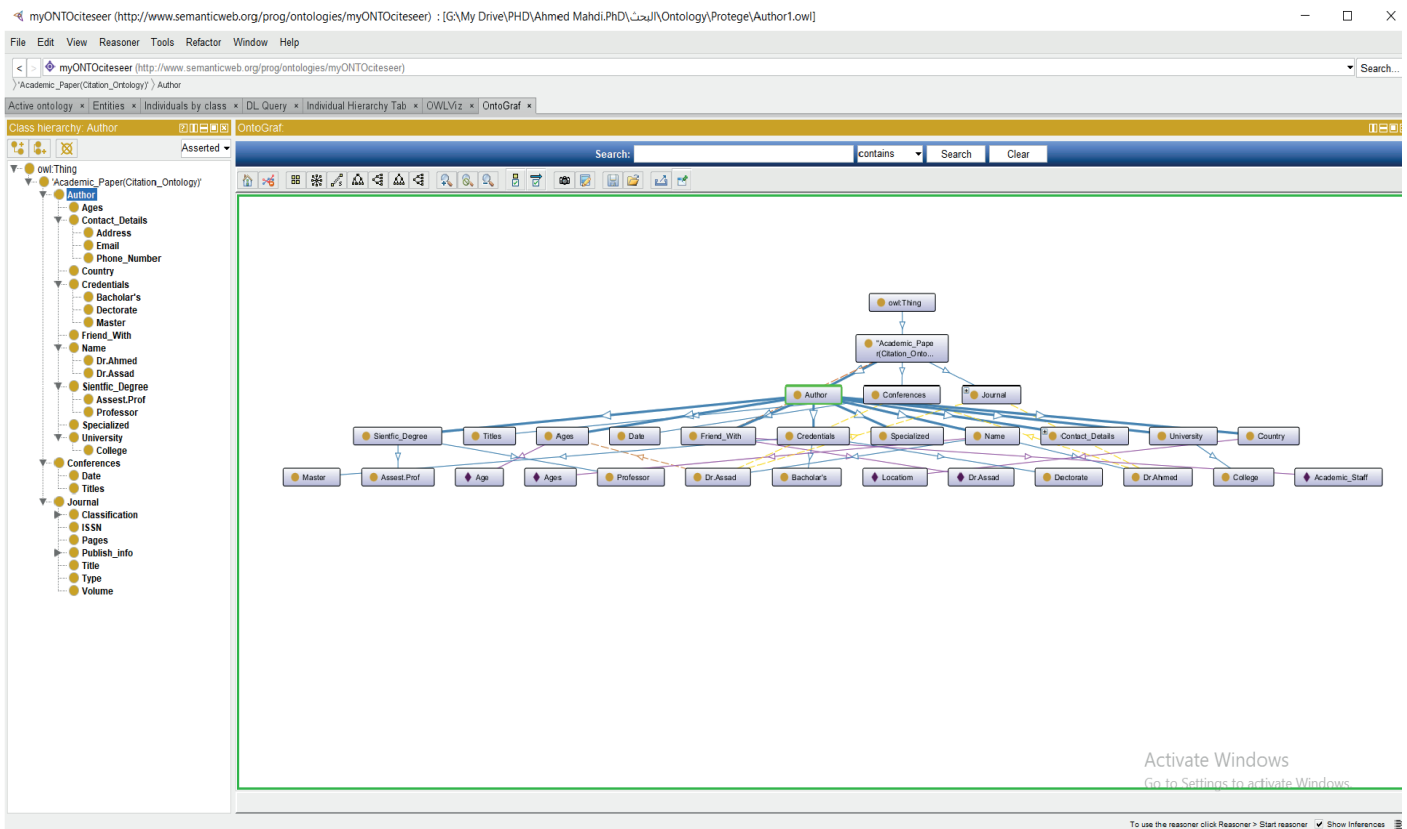 myONTOciteseer (http://www.semanticweb.org/prog/ontologies/myONTOciteseer) : [G:\My Drive\PHD\Ahmed Mahdi.PhD\البحث\Ontology\Protege\Author1.owl]
File Edit View Reasoner Tools Refactor Window Help
< > myONTOciteseer (http://www.semanticweb.org/prog/ontologies/myONTOciteseer) Search...
'Academic_Paper(Citation_Ontology)' Author
Active ontology × Entities × Individuals by class × DL Query × Individual Hierarchy Tab × OWLViz × OntoGraf ×
Class hierarchy: Author
Asserted
owl:Thing
'Academic_Paper(Citation_Ontology)'
Author
Ages
Contact_Details
Address
Email
Phone_Number
Country
Credentials
Bacholar's
Dectorate
Master
Friend_With
Name
Dr.Ahmed
Dr.Assad
Sientfic_Degree
Assest.Prof
Professor
Specialized
University
College
Conferences
Date
Titles
Journal
Classification
ISSN
Pages
Publish_info
Title
Type
Volume
OntoGraf:
Search: contains Search Clear
owl:Thing
"Academic_Pape
r(Citation_Onto...
Author Conferences Journal
Sientfic_Degree Titles Ages Date Friend_With Credentials Specialized Name Contact_Details University Country
Master Assest.Prof Age Ages Professor Dr.Assad Bacholar's Location Dr.Assad Dectorate Dr.Ahmed College Academic_Staff
Activate Windows
Go to Settings to activate Windows.
To use the reasoner click Reasoner > Start reasoner Show Inferences